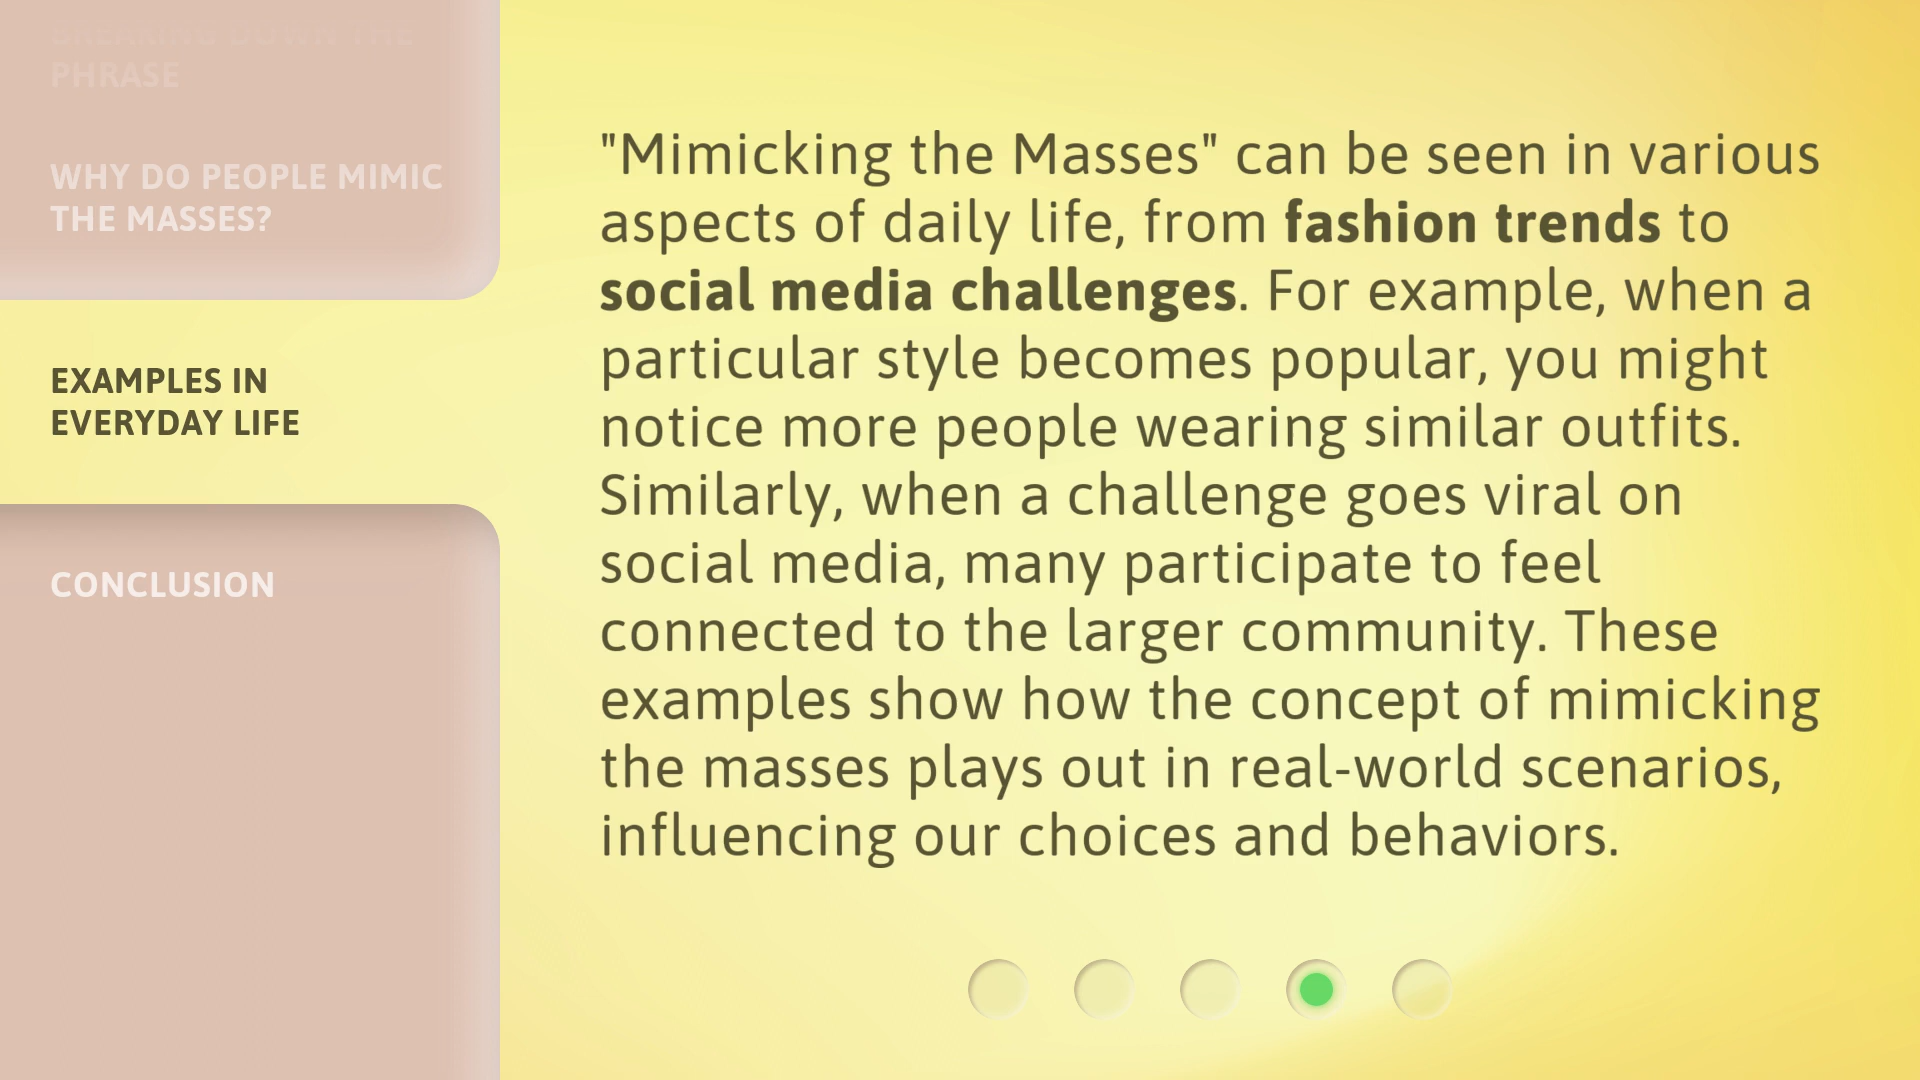 BREAKING DOWN THE
PHRASE
WHY DO PEOPLE MIMIC
THE MASSES?
EXAMPLES IN
EVERYDAY LIFE
CONCLUSION
"Mimicking the Masses" can be seen in various
aspects of daily life, from fashion trends to
social media challenges. For example, when a
particular style becomes popular, you might
notice more people wearing similar outfits.
Similarly, when a challenge goes viral on
social media, many participate to feel
connected to the larger community. These
examples show how the concept of mimicking
the masses plays out in real-world scenarios,
influencing our choices and behaviors.